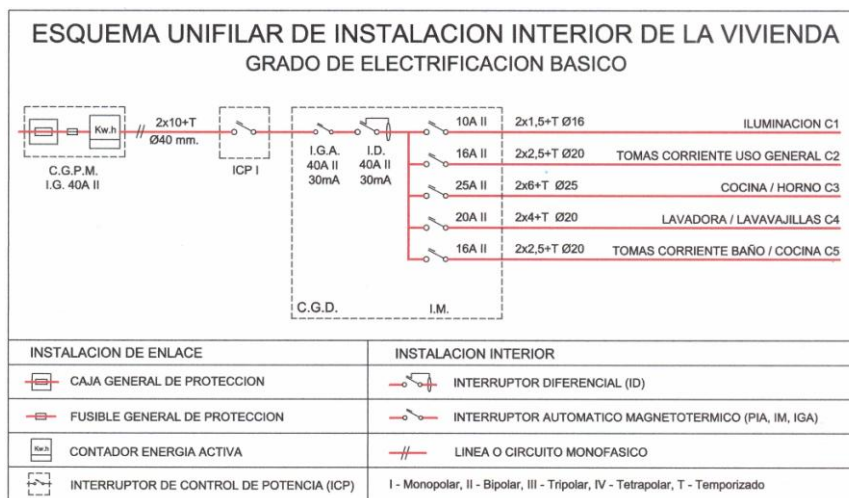 ESQUEMA UNIFILAR DE INSTALACION INTERIOR DE LA VIVIENDA
GRADO DE ELECTRIFICACION BASICO
Kw.h
2x10+T
Ø40 mm.
C.G.P.M.
I.G. 40A II
ICP I
I.G.A.
40A II
30mA
I.D.
40A II
30mA
10A II 2x1,5+T Ø16 ILUMINACION C1
16A II 2x2,5+T Ø20 TOMAS CORRIENTE USO GENERAL C2
25A II 2x6+T Ø25 COCINA / HORNO C3
20A II 2x4+T Ø20 LAVADORA / LAVAVAJILLAS C4
16A II 2x2,5+T Ø20 TOMAS CORRIENTE BAÑO / COCINA C5
C.G.D. I.M.
INSTALACION DE ENLACE
CAJA GENERAL DE PROTECCION
FUSIBLE GENERAL DE PROTECCION
Kw.h CONTADOR ENERGIA ACTIVA
INTERRUPTOR DE CONTROL DE POTENCIA (ICP)
INSTALACION INTERIOR
INTERRUPTOR DIFERENCIAL (ID)
INTERRUPTOR AUTOMATICO MAGNETOTERMICO (PIA, IM, IGA)
LINEA O CIRCUITO MONOFASICO
I - Monopolar, II - Bipolar, III - Tripolar, IV - Tetrapolar, T - Temporizado